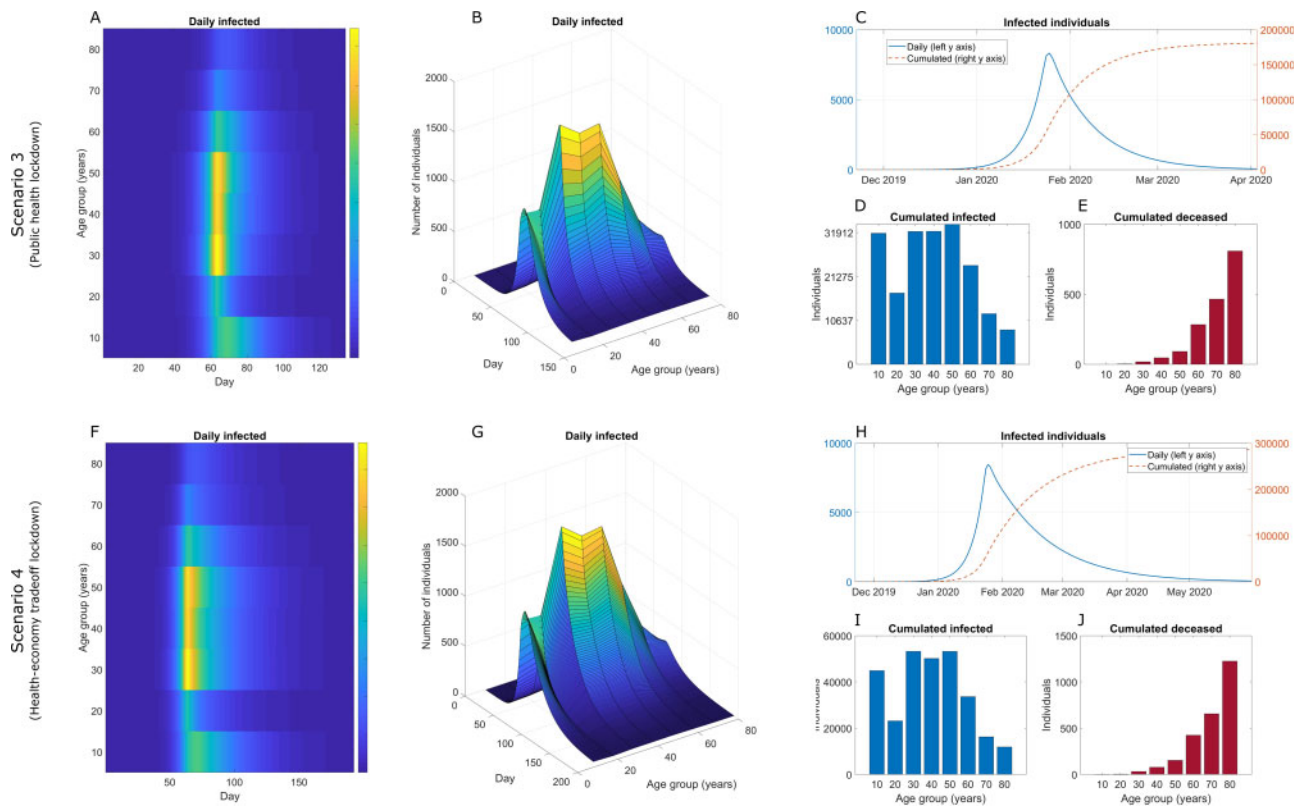 Scenario 3
(Public health lockdown)
A
Daily infected
Age group (years)
80
70
60
50
40
30
20
10
20 40 60 80 100 120
Day
B
Daily infected
Number of individuals
2000
1500
1000
500
0
0
50
100
150
Day
0
20
40
60
80
Age group (years)
C
Infected individuals
Daily (left y axis)
Cumulated (right y axis)
10000
5000
0
200000
150000
100000
50000
0
Dec 2019 Jan 2020 Feb 2020 Mar 2020 Apr 2020
D
Cumulated infected
Individuals
31912
21275
10637
0
10 20 30 40 50 60 70 80
Age group (years)
E
Cumulated deceased
Individuals
1000
500
0
10 20 30 40 50 60 70 80
Age group (years)
Scenario 4
(Health-economy tradeoff lockdown)
F
Daily infected
Age group (years)
80
70
60
50
40
30
20
10
50 100 150
Day
G
Daily infected
Number of individuals
2000
1500
1000
500
0
0
50
100
150
200
Day
0
20
40
60
80
Age group (years)
H
Infected individuals
Daily (left y axis)
Cumulated (right y axis)
10000
5000
0
300000
200000
100000
0
Dec 2019 Jan 2020 Feb 2020 Mar 2020 Apr 2020 May 2020
I
Cumulated infected
60000
40000
20000
0
10 20 30 40 50 60 70 80
Age group (years)
J
Cumulated deceased
Individuals
1500
1000
500
0
10 20 30 40 50 60 70 80
Age group (years)